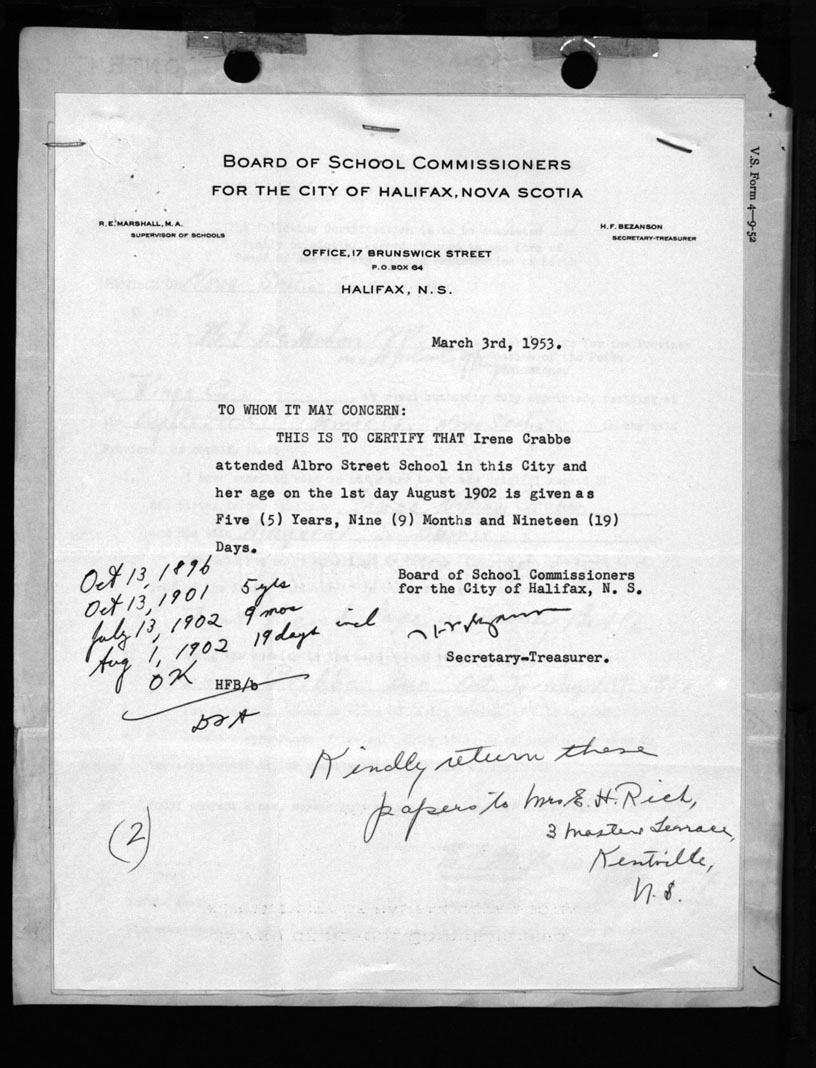 BOARD OF SCHOOL COMMISSIONERS
FOR THE CITY OF HALIFAX, NOVA SCOTIA
R.E. MARSHALL, M.A.
SUPERVISOR OF SCHOOLS
H. F. BEZANSON
SECRETARY-TREASURER
OFFICE, 17 BRUNSWICK STREET
P.O. BOX 64
HALIFAX, N. S.
V.S. Form 4—9-52
March 3rd, 1953.
TO WHOM IT MAY CONCERN:
THIS IS TO CERTIFY THAT Irene Crabbe
attended Albro Street School in this City and
her age on the 1st day August 1902 is given as
Five (5) Years, Nine (9) Months and Nineteen (19)
Days.
Oct 13, 1896
Oct 13, 1901 5 yrs
July 13, 1902 9 mos
Aug 1, 1902 19 days incl
OK
Board of School Commissioners
for the City of Halifax, N. S.
Secretary-Treasurer.
HFB/b
Kindly return these
papers to Mrs E. H. Rich,
3 Masters Terrace,
Kentville,
N.S.
(2)